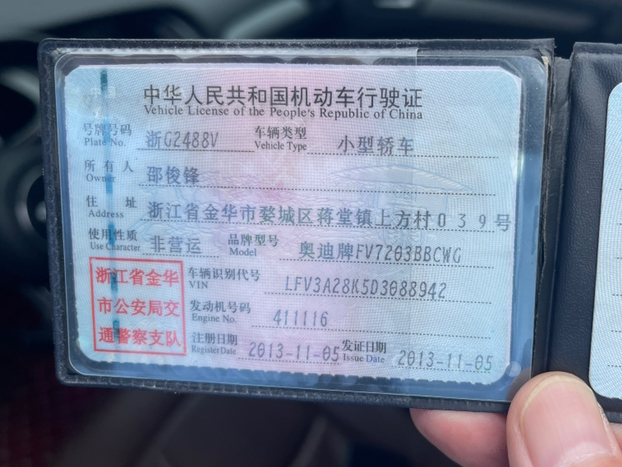 中华人民共和国机动车行驶证
Vehicle License of the People's Republic of China
号牌号码 浙G2488V 车辆类型 小型轿车
Plate No. Vehicle Type
所有人 邵俊锋
Owner
住址 浙江省金华市婺城区蒋堂镇上方村039号
Address
使用性质 非营运 品牌型号 奥迪牌FV7203BBCWG
Use Character Model
浙江省金华 车辆识别代号 LFV3A28K5D3088942
VIN
市公安局交 发动机号码 411116
Engine No.
通警察支队 注册日期 2013-11-05 发证日期 2013-11-05
Register Date Issue Date